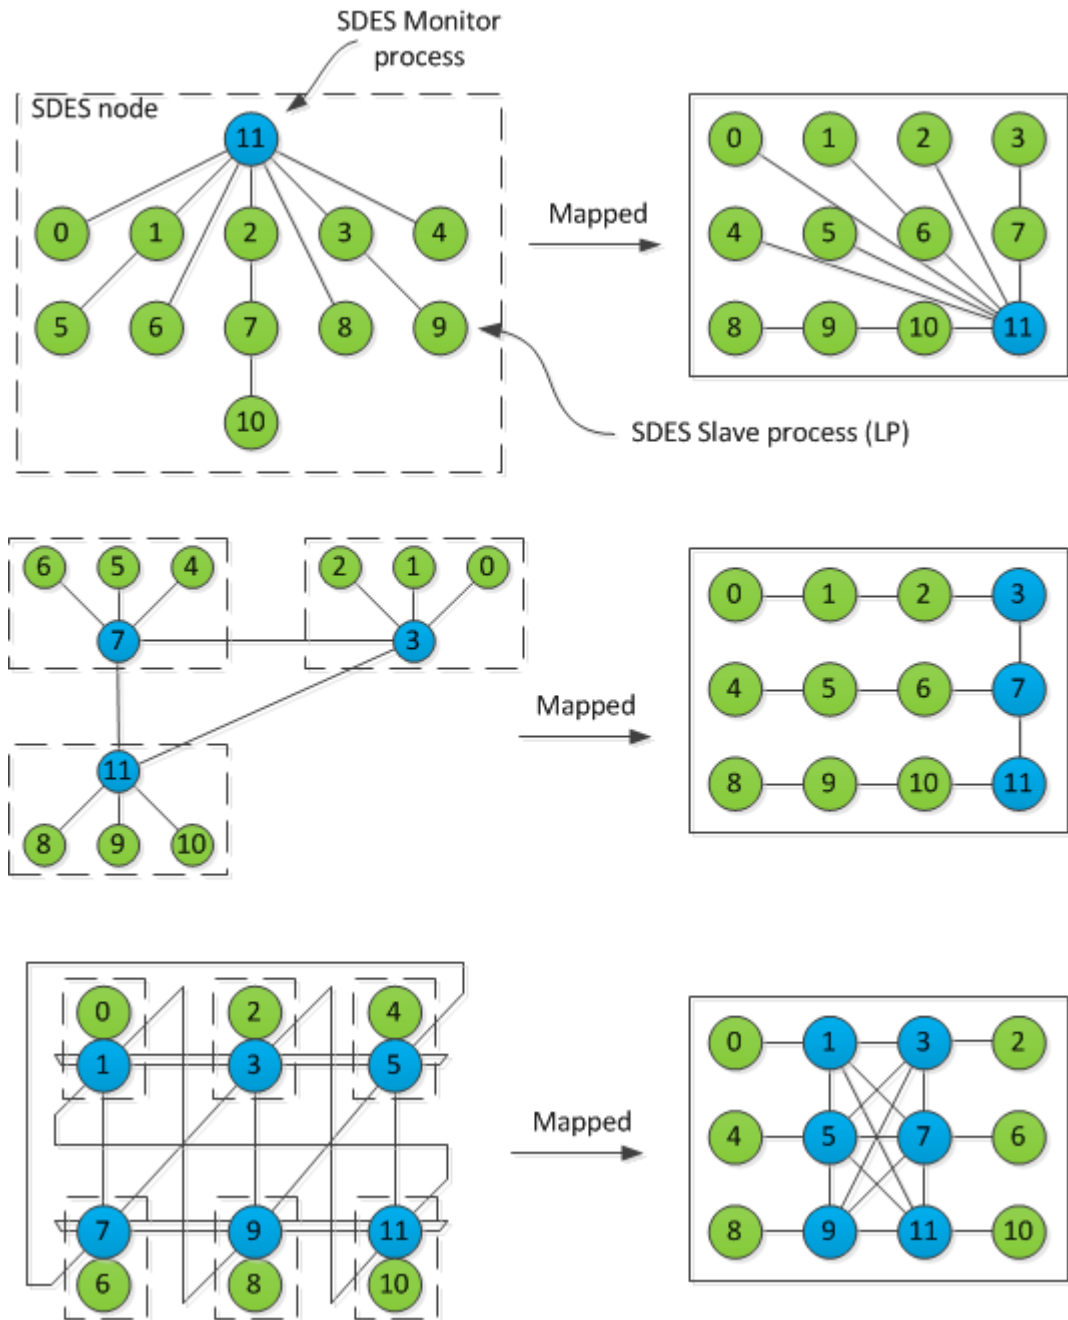 SDES Monitor
process
SDES node
11
0 1 2 3 4
5 6 7 8 9
10
Mapped
0 1 2 3
4 5 6 7
8 9 10 11
SDES Slave process (LP)
6 5 4
7
2 1 0
3
11
8 9 10
Mapped
0 1 2 3
4 5 6 7
8 9 10 11
0 2 4
1 3 5
7 9 11
6 8 10
Mapped
0 1 3 2
4 5 7 6
8 9 11 10